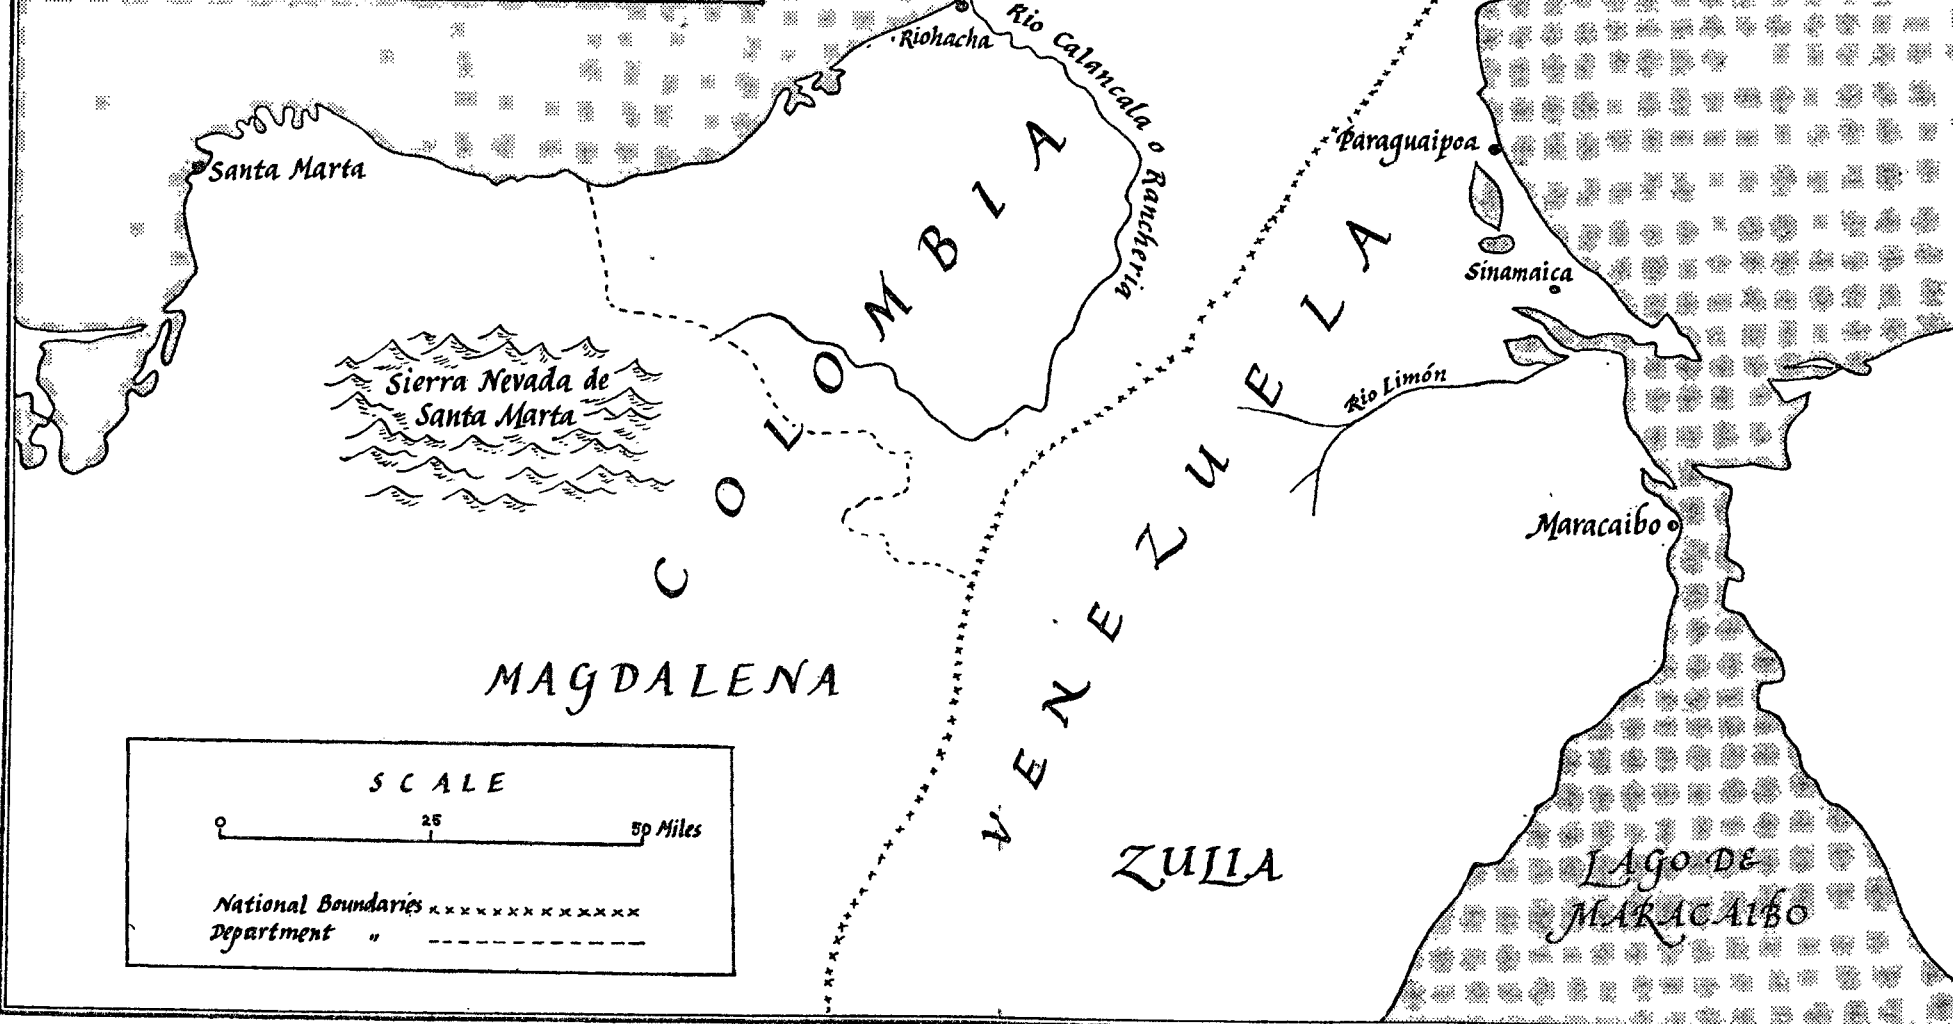 Riohacha
Rio Calancala o Rancheria
Santa Marta
Paraguaipoa
Sinamaica
COLOMBIA
VENEZUELA
Sierra Nevada de
Santa Marta
Rio Limón
Maracaibo
MAGDALENA
ZULIA
LAGO DE
MARACAIBO
SCALE
0 25 50 Miles
National Boundaries
Department "